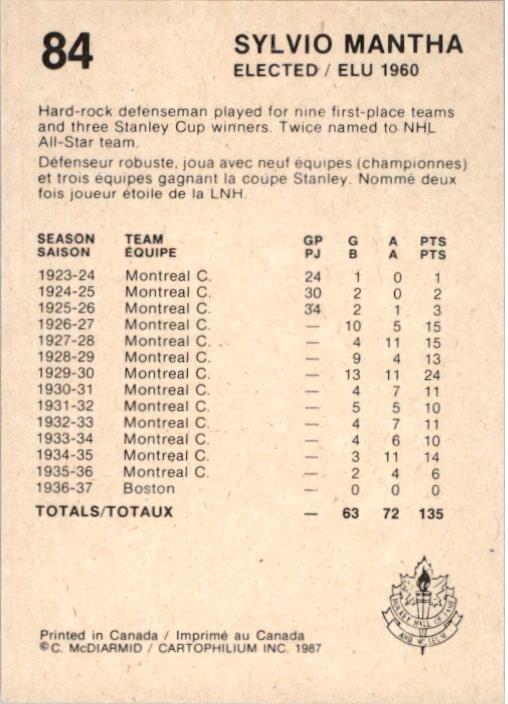 84
SYLVIO MANTHA
ELECTED / ELU 1960
Hard-rock defenseman played for nine first-place teams
and three Stanley Cup winners. Twice named to NHL
All-Star team.
Défenseur robuste, joua avec neuf équipes (championnes)
et trois équipes gagnant la coupe Stanley. Nommé deux
fois joueur étoile de la LNH.
SEASON TEAM GP G A PTS
SAISON ÉQUIPE PJ B A PTS
1923-24 Montreal C. 24 1 0 1
1924-25 Montreal C. 30 2 0 2
1925-26 Montreal C. 34 2 1 3
1926-27 Montreal C. — 10 5 15
1927-28 Montreal C. — 4 11 15
1928-29 Montreal C. — 9 4 13
1929-30 Montreal C. — 13 11 24
1930-31 Montreal C. — 4 7 11
1931-32 Montreal C. — 5 5 10
1932-33 Montreal C. — 4 7 11
1933-34 Montreal C. — 4 6 10
1934-35 Montreal C. — 3 11 14
1935-36 Montreal C. — 2 4 6
1936-37 Boston — 0 0 0
TOTALS/TOTAUX — 63 72 135
HOCKEY HALL OF FAME
AND MUSEUM
Printed in Canada / Imprimé au Canada
©C. McDIARMID / CARTOPHILIUM INC. 1987